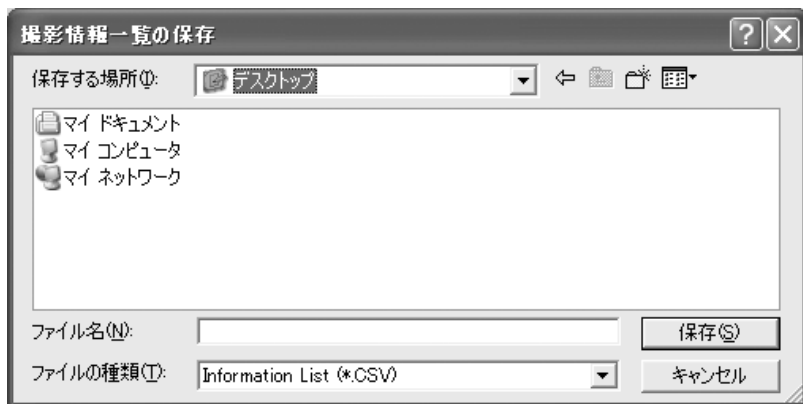 撮影情報一覧の保存
保存する場所(I):
デスクトップ
マイ ドキュメント
マイ コンピュータ
マイ ネットワーク
ファイル名(N):
保存(S)
ファイルの種類(T):
Information List (*.CSV)
キャンセル